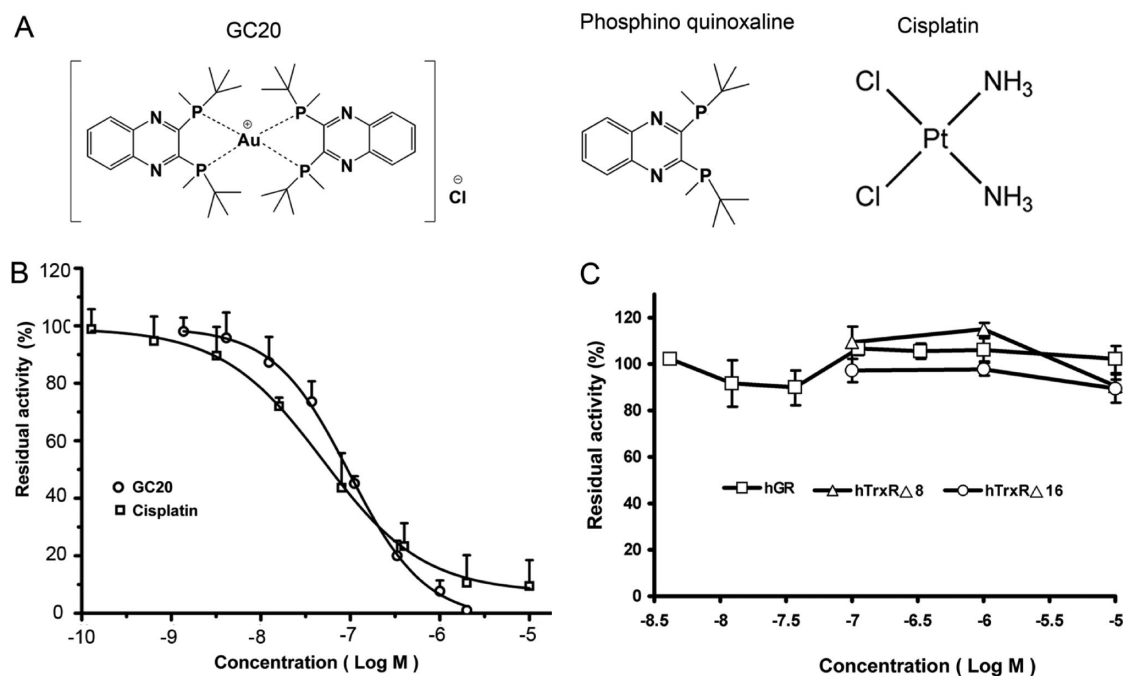 A
GC20
Phosphino quinoxaline
Cisplatin
N
N
P
P
Au
⊕
P
P
N
N
⊖
Cl
N
N
P
P
Cl
NH3
Pt
Cl
NH3
B
Residual activity (%)
120
100
80
60
40
20
0
GC20
Cisplatin
-10
-9
-8
-7
-6
-5
Concentration ( Log M )
C
Residual activity (%)
120
100
80
60
40
20
0
hGR
hTrxR△8
hTrxR△16
-8.5
-8
-7.5
-7
-6.5
-6
-5.5
-5
Concentration ( Log M )